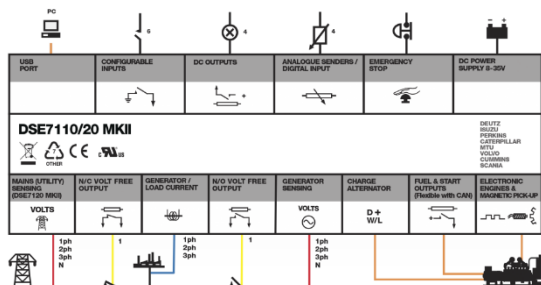 PC
6
4
4
USB
PORT
CONFIGURABLE
INPUTS
DC OUTPUTS
ANALOGUE SENDERS /
DIGITAL INPUT
EMERGENCY
STOP
DC POWER
SUPPLY 8-35V
DSE7110/20 MKII
OTHER
DEUTZ
ISUZU
PERKINS
CATERPILLAR
MTU
VOLVO
CUMMINS
SCANIA
MAINS (UTILITY)
SENSING
(DSE7120 MKII)
N/C VOLT FREE
OUTPUT
GENERATOR /
LOAD CURRENT
N/O VOLT FREE
OUTPUT
GENERATOR
SENSING
CHARGE
ALTERNATOR
FUEL & START
OUTPUTS
(Flexible with CAN)
ELECTRONIC
ENGINES &
MAGNETIC PICK-UP
VOLTS
VOLTS
D+
W/L
1ph
2ph
3ph
N
1
1ph
2ph
3ph
1
1ph
2ph
3ph
N